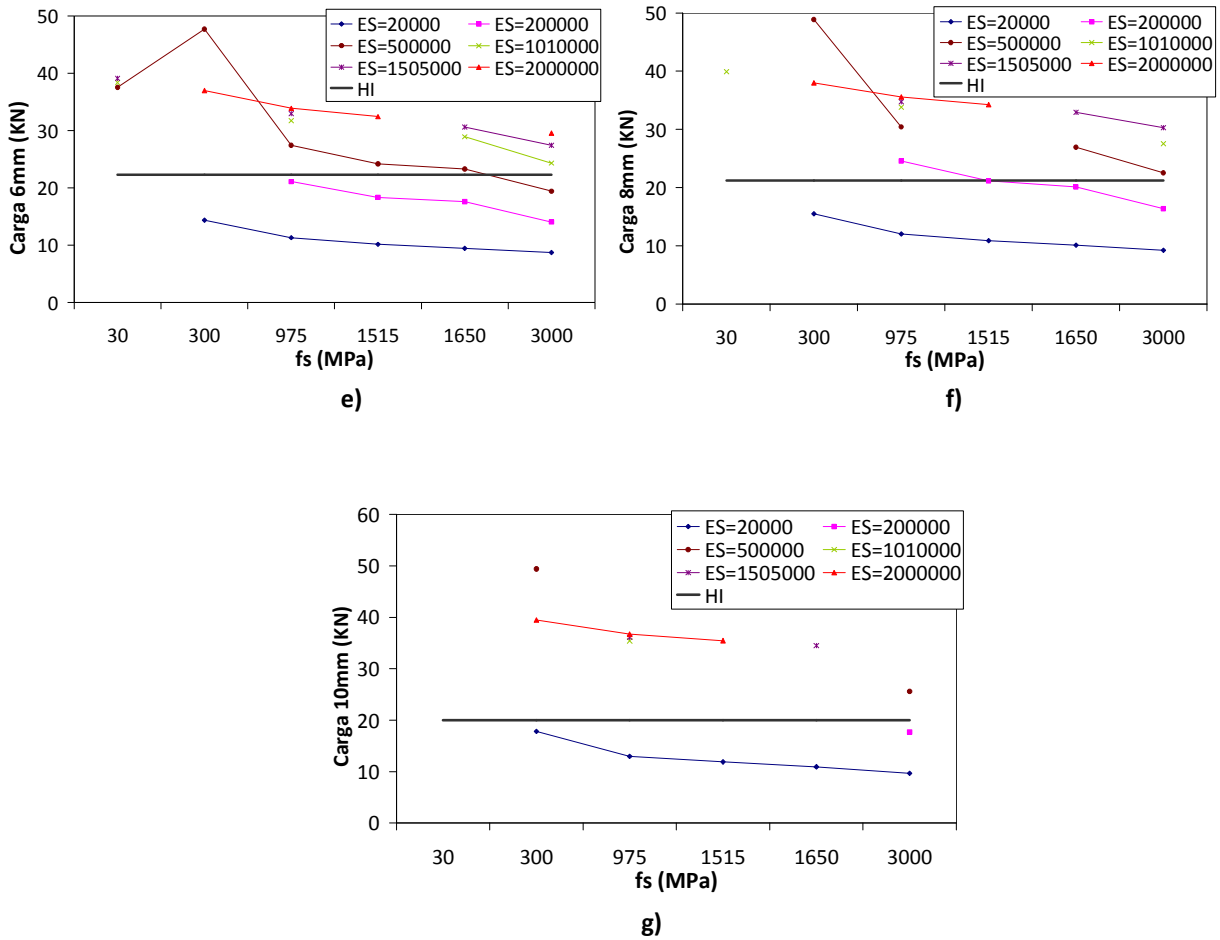 50
40
30
20
10
0
Carga 6mm (KN)
ES=20000 ES=200000
ES=500000 ES=1010000
ES=1505000 ES=2000000
HI
30 300 975 1515 1650 3000
fs (MPa)
e)
50
40
30
20
10
0
Carga 8mm (KN)
ES=20000 ES=200000
ES=500000 ES=1010000
ES=1505000 ES=2000000
HI
30 300 975 1515 1650 3000
fs (MPa)
f)
60
50
40
30
20
10
0
Carga 10mm (KN)
ES=20000 ES=200000
ES=500000 ES=1010000
ES=1505000 ES=2000000
HI
30 300 975 1515 1650 3000
fs (MPa)
g)